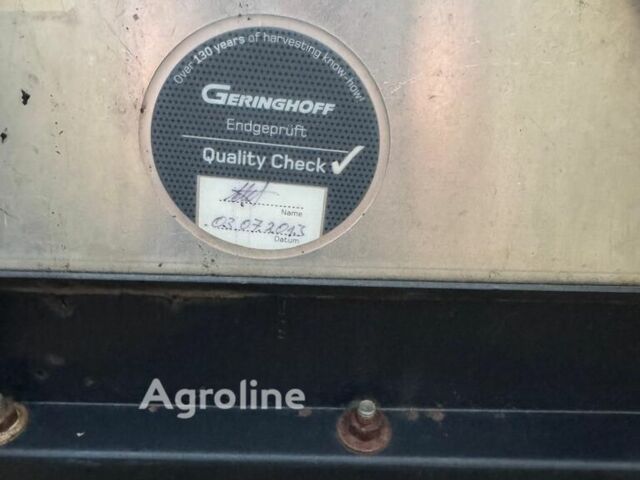 Over 130 years of harvesting know-how!
GERINGHOFF
Endgeprüft
Quality Check
Name
03.07.2013
Datum
Agroline